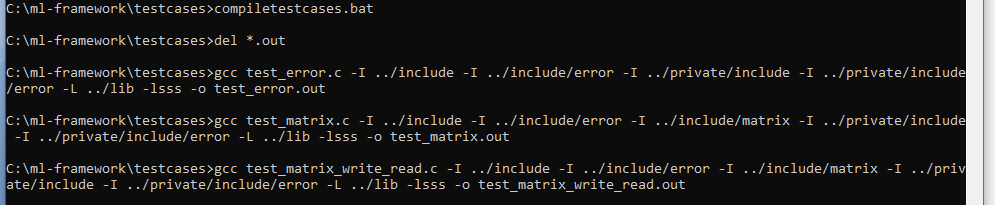 C:\ml-framework\testcases>compiletestcases.bat
C:\ml-framework\testcases>del *.out
C:\ml-framework\testcases>gcc test_error.c -I ../include -I ../include/error -I ../private/include -I ../private/include
/error -L ../lib -lsss -o test_error.out
C:\ml-framework\testcases>gcc test_matrix.c -I ../include -I ../include/error -I ../include/matrix -I ../private/include
-I ../private/include/error -L ../lib -lsss -o test_matrix.out
C:\ml-framework\testcases>gcc test_matrix_write_read.c -I ../include -I ../include/error -I ../include/matrix -I ../priv
ate/include -I ../private/include/error -L ../lib -lsss -o test_matrix_write_read.out